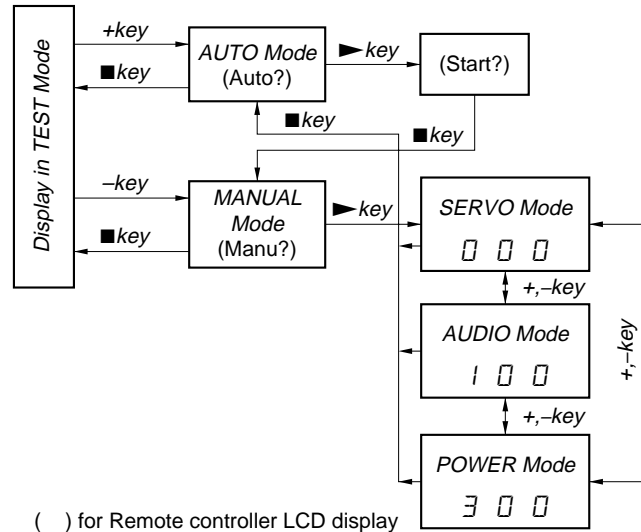 Display in TEST Mode
+key
■key
AUTO Mode
(Auto?)
►key
(Start?)
■key
■key
–key
■key
MANUAL
Mode
(Manu?)
►key
SERVO Mode
0 0 0
+,–key
AUDIO Mode
1 0 0
+,–key
POWER Mode
3 0 0
+,–key
( ) for Remote controller LCD display